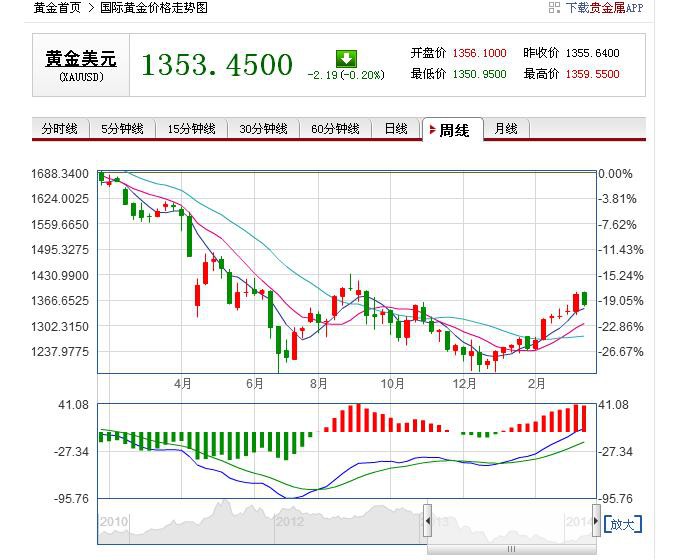 黄金首页 > 国际黄金价格走势图 下载贵金属APP
黄金美元
(XAUUSD)
1353.4500
-2.19(-0.20%)
开盘价 1356.1000 昨收价 1355.6400
最低价 1350.9500 最高价 1359.5500
分时线 5分钟线 15分钟线 30分钟线 60分钟线 日线 周线 月线
1688.3400 0.00%
1624.0025 -3.81%
1559.6650 -7.62%
1495.3275 -11.43%
1430.9900 -15.24%
1366.6525 -19.05%
1302.3150 -22.86%
1237.9775 -26.67%
4月 6月 8月 10月 12月 2月
41.08 41.08
-27.34 -27.34
-95.76 -95.76
2010 2012 2013 2014
[放大]